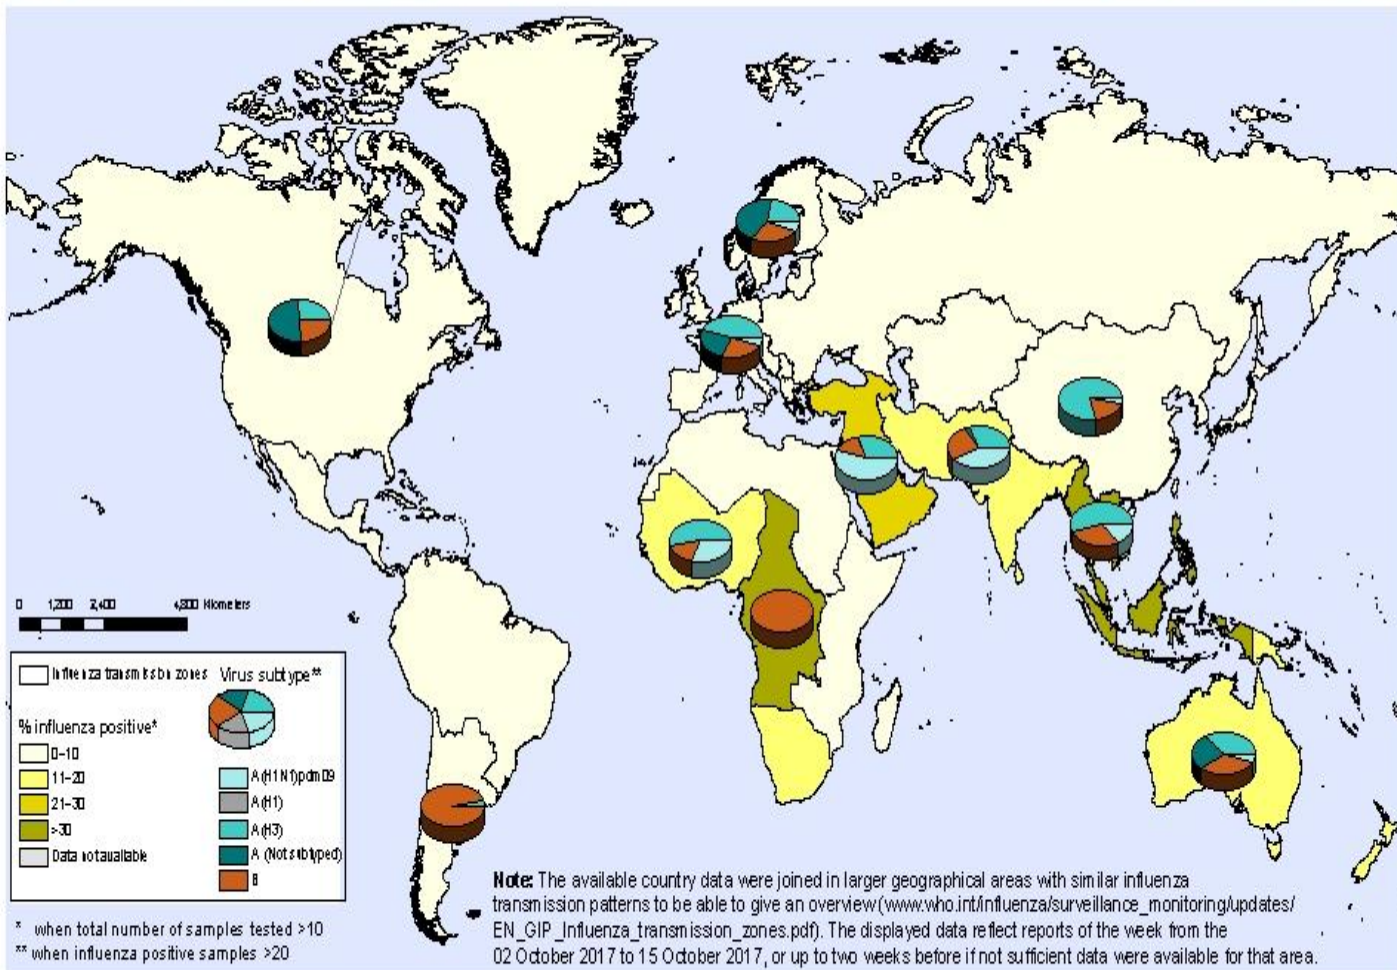 0 1,200 2,400 4,800 Kilometers
Influenza transmission zones
Virus subtype**
% influenza positive*
0–10
11–20
21–30
>30
Data not available
A(H1N1)pdm09
A(H1)
A(H3)
A (Not subtyped)
B
* when total number of samples tested >10
** when influenza positive samples >20
Note: The available country data were joined in larger geographical areas with similar influenza
transmission patterns to be able to give an overview (www.who.int/influenza/surveillance_monitoring/updates/
EN_GIP_Influenza_transmission_zones.pdf). The displayed data reflect reports of the week from the
02 October 2017 to 15 October 2017, or up to two weeks before if not sufficient data were available for that area.